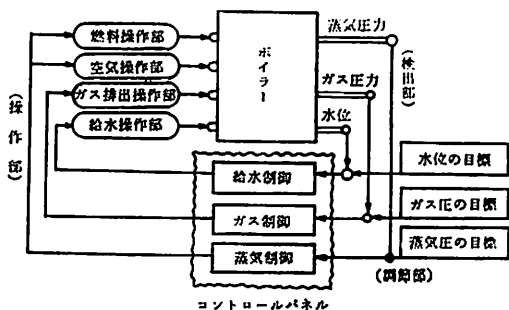 燃料操作部
空気操作部
ガス排出操作部
給水操作部
ボイラー
蒸気圧力
ガス圧力
水位
(検出部)
(操作部)
給水制御
ガス制御
蒸気制御
水位の目標
ガス圧の目標
蒸気圧の目標
(調節部)
コントロールパネル